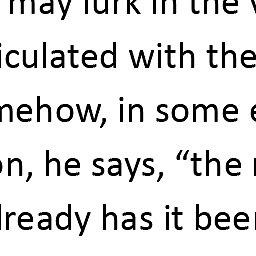 may lurk in the
iculated with the
mehow, in some e
on, he says, “the
lready has it been